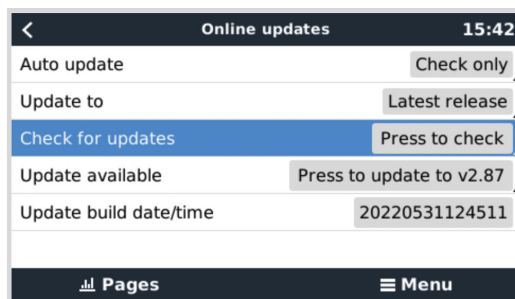 Online updates 15:42
Auto update Check only
Update to Latest release
Check for updates Press to check
Update available Press to update to v2.87
Update build date/time 20220531124511
Pages Menu